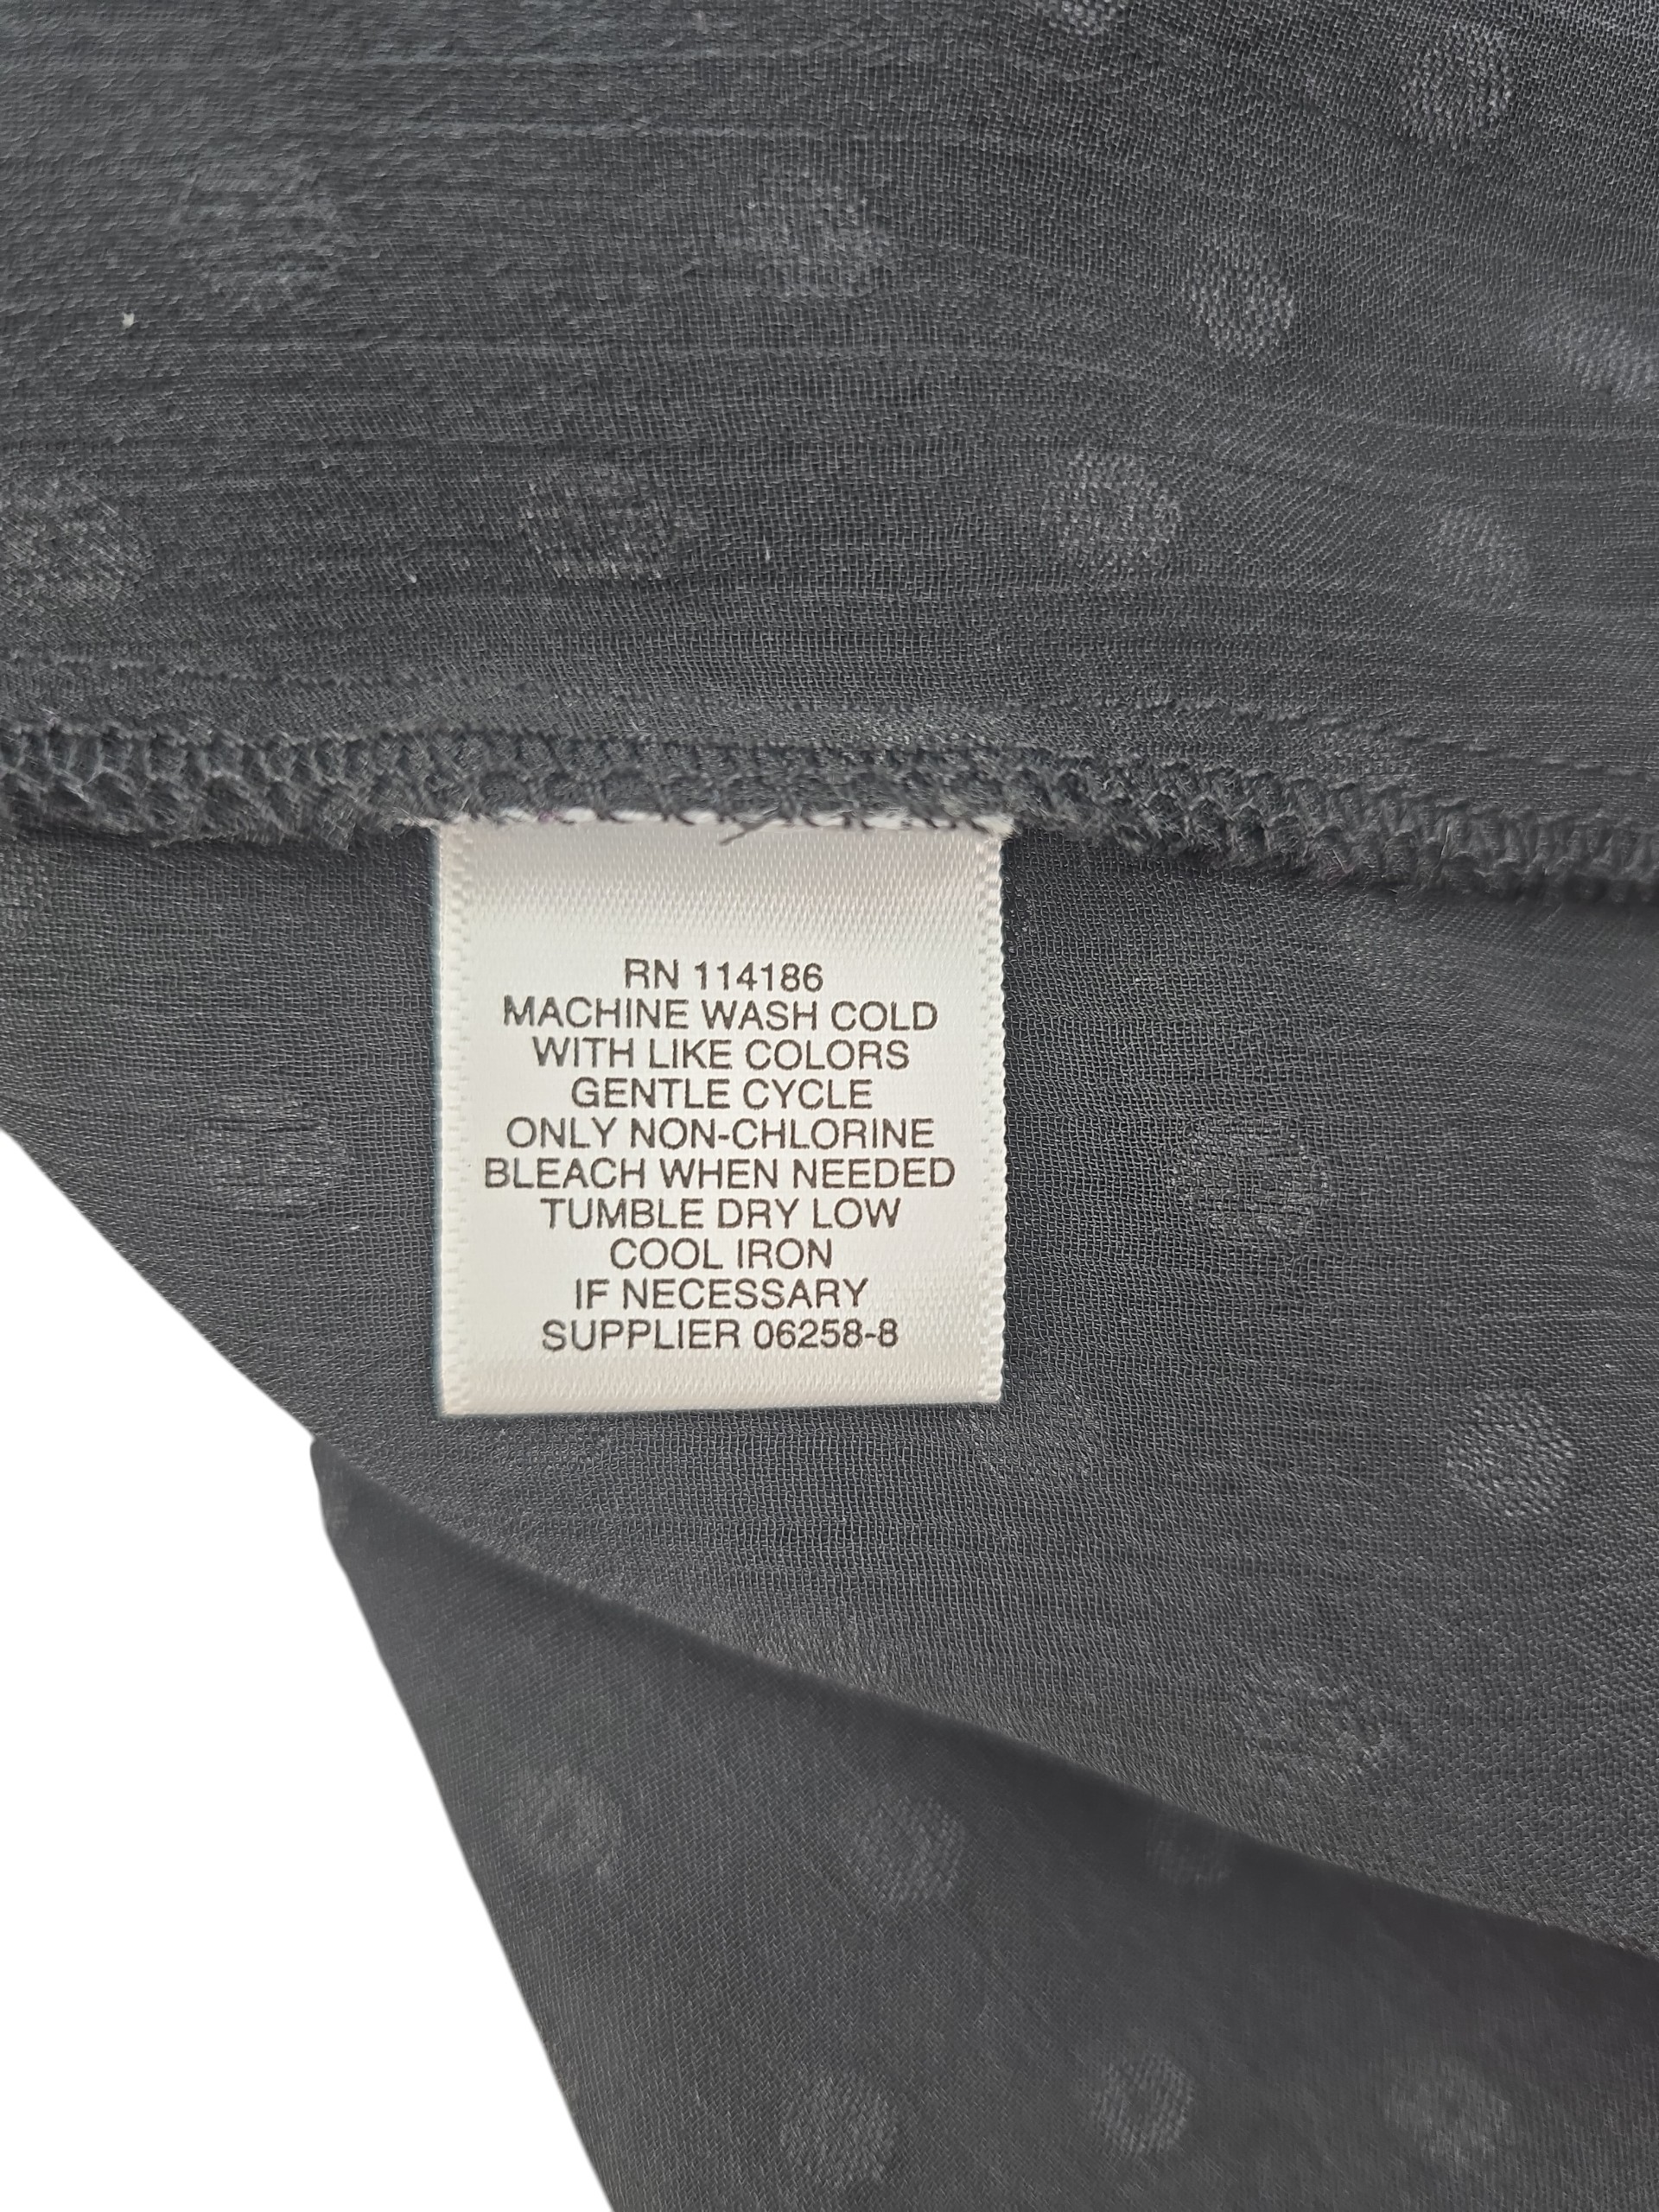 RN 114186
MACHINE WASH COLD
WITH LIKE COLORS
GENTLE CYCLE
ONLY NON-CHLORINE
BLEACH WHEN NEEDED
TUMBLE DRY LOW
COOL IRON
IF NECESSARY
SUPPLIER 06258-8